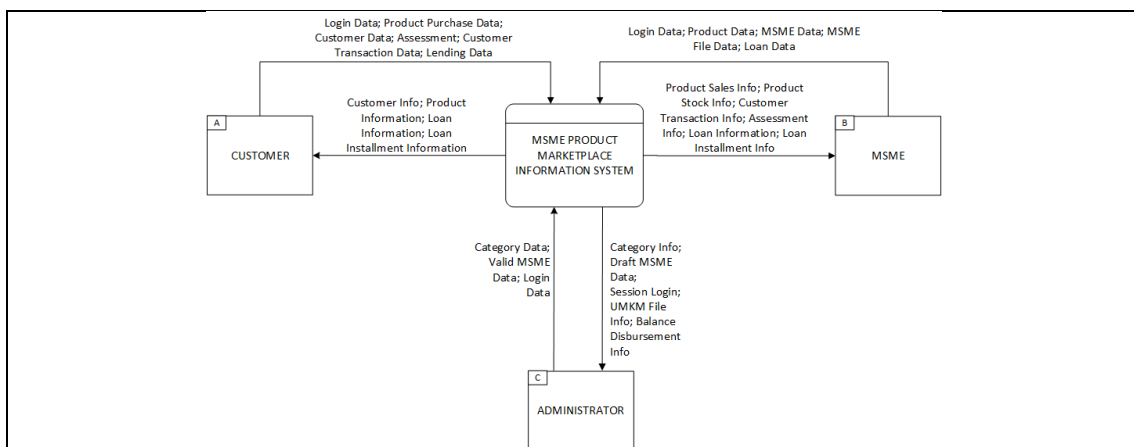 Login Data; Product Purchase Data;
Customer Data; Assessment; Customer
Transaction Data; Lending Data
Login Data; Product Data; MSME Data; MSME
File Data; Loan Data
Customer Info; Product
Information; Loan
Information; Loan
Installment Information
Product Sales Info; Product
Stock Info; Customer
Transaction Info; Assessment
Info; Loan Information; Loan
Installment Info
A
CUSTOMER
MSME PRODUCT
MARKETPLACE
INFORMATION SYSTEM
B
MSME
Category Data;
Valid MSME
Data; Login
Data
Category Info;
Draft MSME
Data;
Session Login;
UMKM File
Info; Balance
Disbursement
Info
C
ADMINISTRATOR